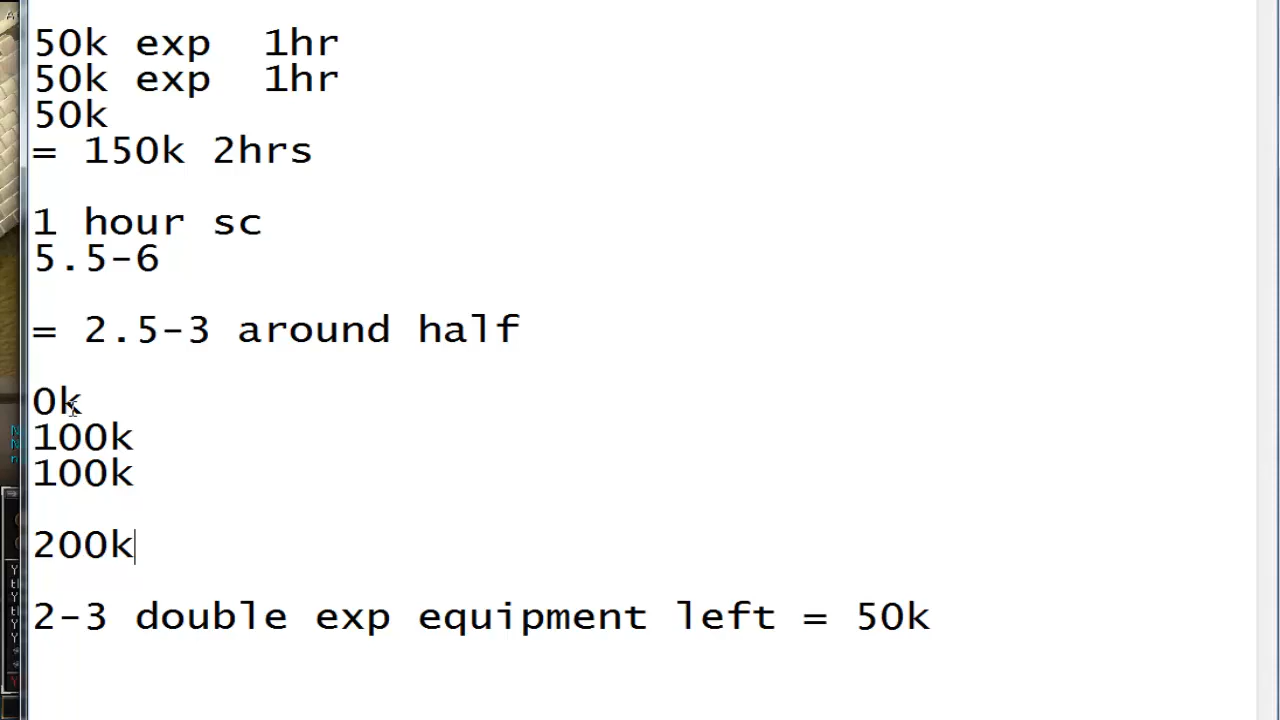 50k exp  1hr
50k exp  1hr
50k
= 150k 2hrs
1 hour sc
5.5-6
= 2.5-3 around half
0k
100k
100k
200k
2-3 double exp equipment left = 50k